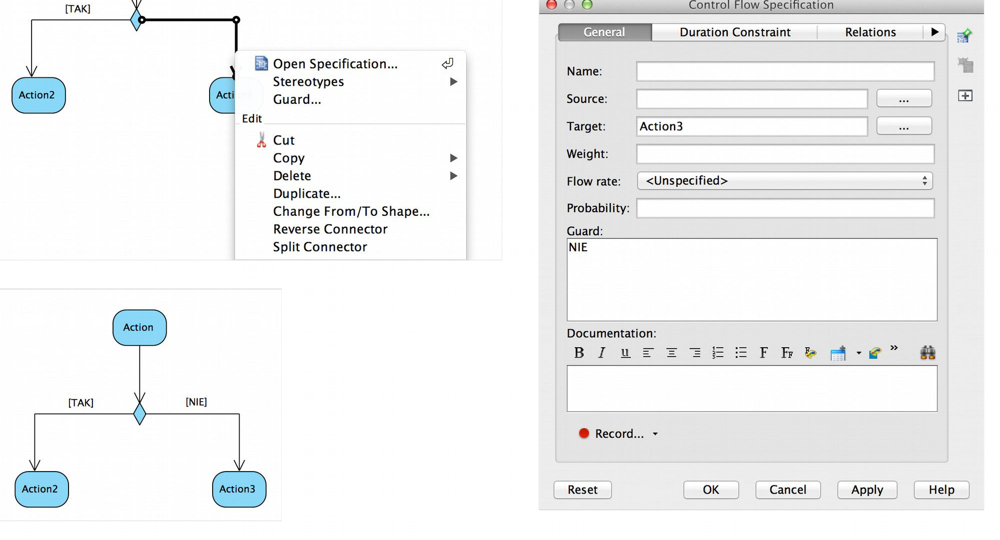 [TAK]
Action2
Acti
Open Specification...
Stereotypes
Guard...
Edit
Cut
Copy
Delete
Duplicate...
Change From/To Shape...
Reverse Connector
Split Connector
Action
[TAK]
[NIE]
Action2
Action3
Control Flow Specification
General Duration Constraint Relations
Name:
Source: ...
Target: Action3 ...
Weight:
Flow rate: <Unspecified>
Probability:
Guard:
NIE
Documentation:
B I u F FF »
Record...
Reset OK Cancel Apply Help